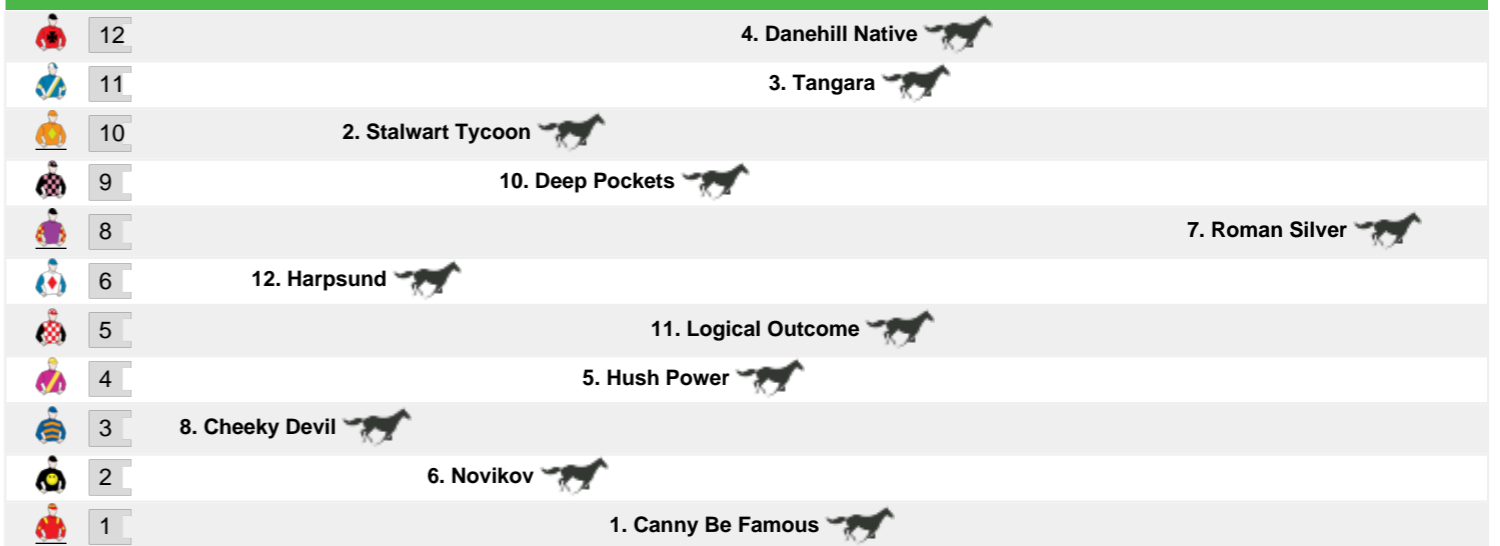 12 4. Danehill Native
11 3. Tangara
10 2. Stalwart Tycoon
9 10. Deep Pockets
8 7. Roman Silver
6 12. Harpsund
5 11. Logical Outcome
4 5. Hush Power
3 8. Cheeky Devil
2 6. Novikov
1 1. Canny Be Famous